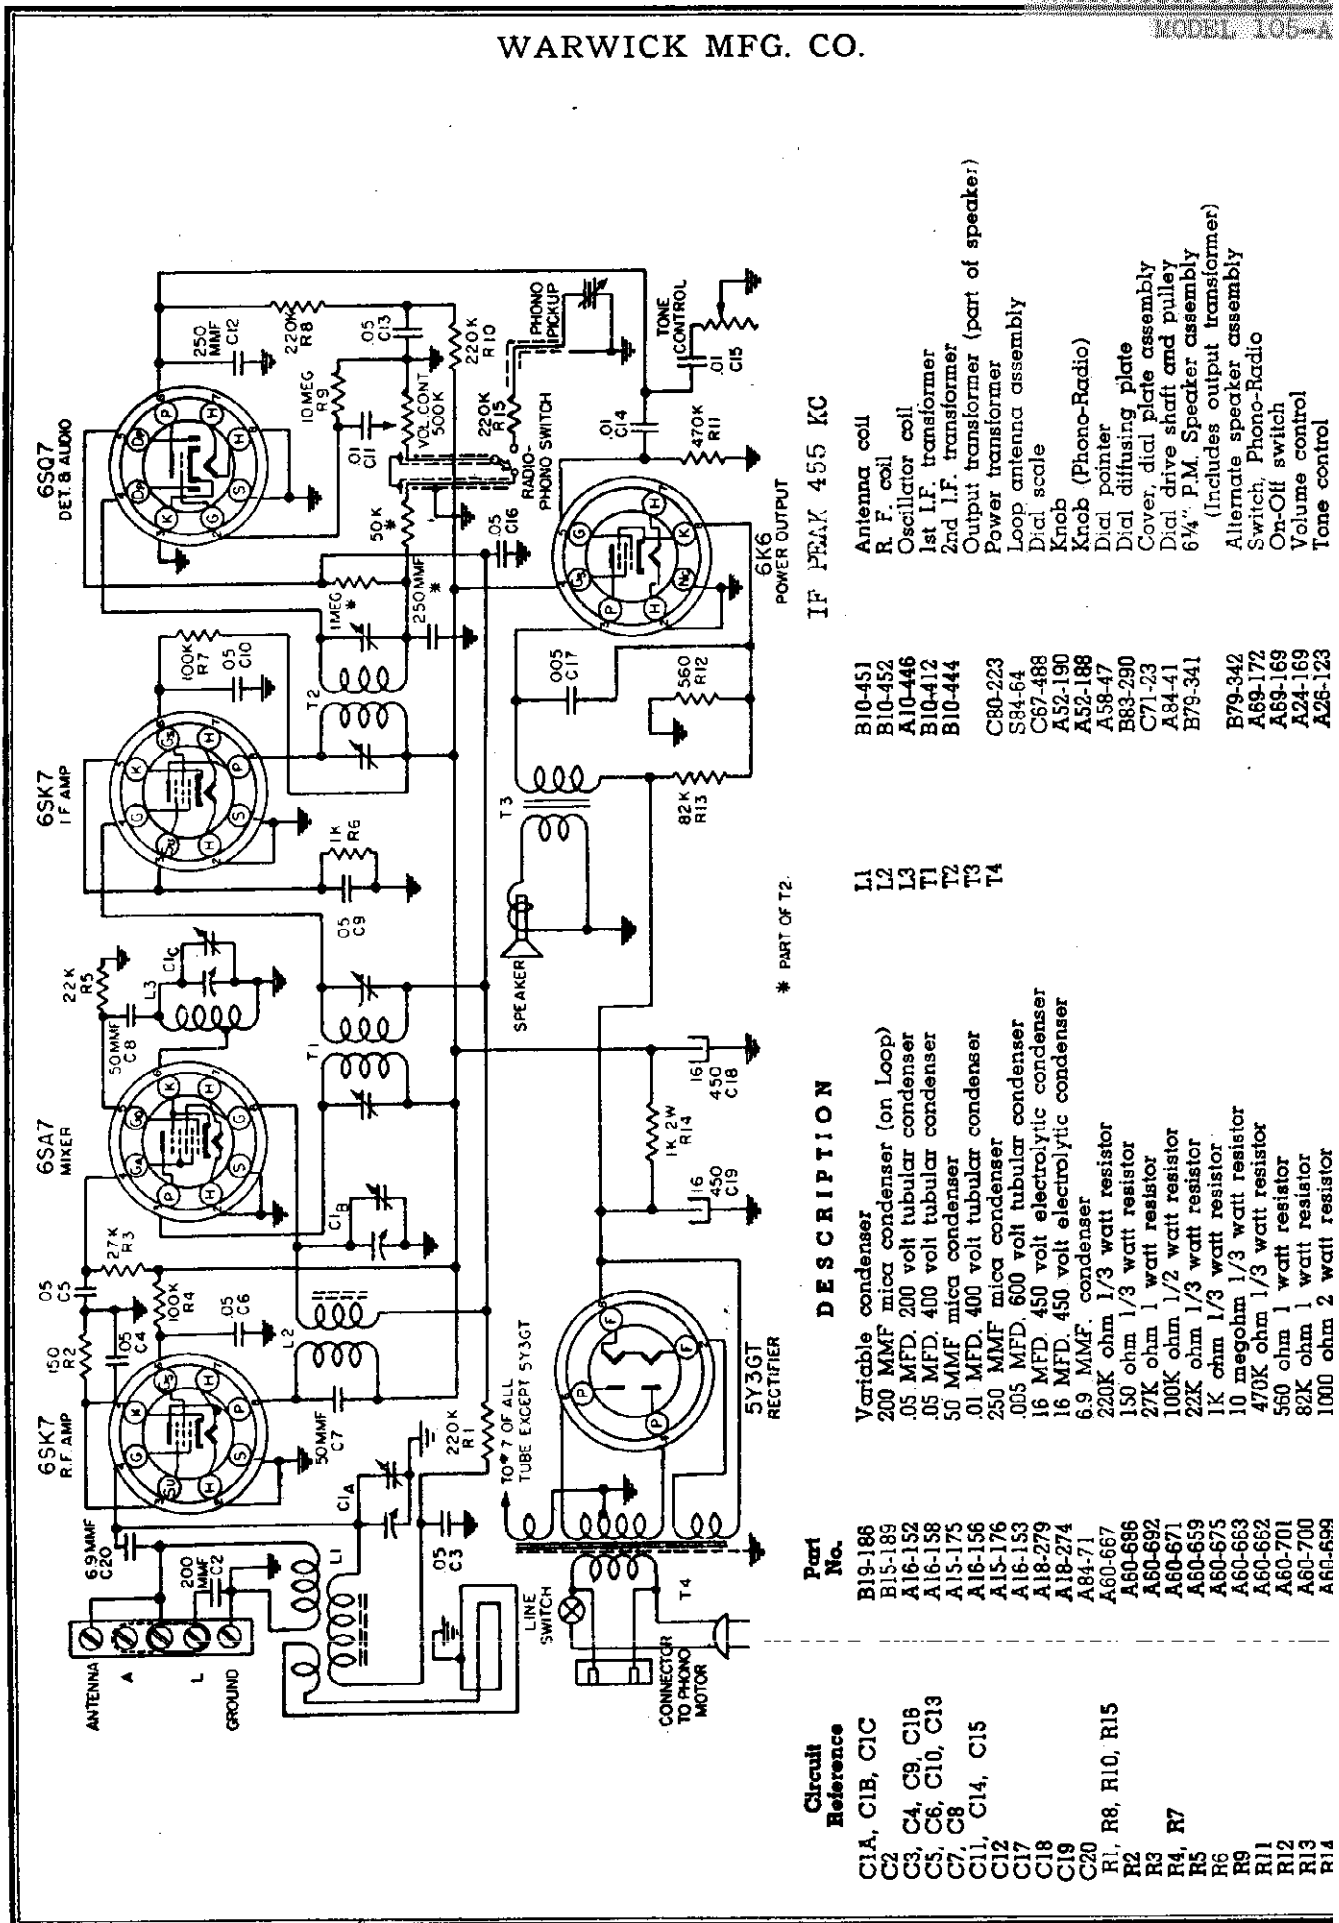 WARWICK MFG. CO.
MODEL 105-A
6SK7
R.F. AMP
6SA7
MIXER
6SK7
I F AMP
6SQ7
DET. & AUDIO
ANTENNA
A
L
GROUND
6.9 MMF
C20
200
MMF
C2
L1
150
R2
.05
C4
.05
C5
27K
R3
100K
R4
.05
C6
50MMF
C7
L2
C1A
C1B
220K
R1
.05
C3
22K
R5
50MMF
C8
L3
C1C
T1
.05
C9
1K
R6
100K
R7
.05
C10
T2
1MEG
*
250MMF
*
50K
*
.05
C16
250
MMF
C12
220K
R8
10MEG
R9
.05
C13
.01
C11
VOL. CONT.
500K
220K
R10
220K
R15
RADIO-
PHONO SWITCH
PHONO
PICKUP
TONE
CONTROL
.01
C15
.01
C14
470K
R11
6K6
POWER OUTPUT
.005
C17
560
R12
82K
R13
T3
SPEAKER
* PART OF T2.
1K 2W
R14
16
450
C18
16
450
C19
5Y3GT
RECTIFIER
TO #7 OF ALL
TUBE EXCEPT 5Y3GT
LINE
SWITCH
T4
CONNECTOR
TO PHONO
MOTOR
IF PEAK 455 KC
Circuit
Reference
Part
No.
DESCRIPTION
C1A, C1B, C1C B19-186 Variable condenser
C2 B15-189 200 MMF mica condenser (on Loop)
C3, C4, C9, C16 A16-152 .05 MFD. 200 volt tubular condenser
C5, C6, C10, C13 A16-158 .05 MFD. 400 volt tubular condenser
C7, C8 A15-175 50 MMF mica condenser
C11, C14, C15 A16-156 .01 MFD. 400 volt tubular condenser
C12 A15-176 250 MMF mica condenser
C17 A16-153 .005 MFD. 600 volt tubular condenser
C18 A18-279 16 MFD. 450 volt electrolytic condenser
C19 A18-274 16 MFD. 450 volt electrolytic condenser
C20 A84-71 6.9 MMF. condenser
R1, R8, R10, R15 A60-667 220K ohm 1/3 watt resistor
R2 A60-686 150 ohm 1/3 watt resistor
R3 A60-692 27K ohm 1 watt resistor
R4, R7 A60-671 100K ohm 1/2 watt resistor
R5 A60-659 22K ohm 1/3 watt resistor
R6 A60-675 1K ohm 1/3 watt resistor
R9 A60-663 10 megohm 1/3 watt resistor
R11 A60-662 470K ohm 1/3 watt resistor
R12 A60-701 560 ohm 1 watt resistor
R13 A60-700 82K ohm 1 watt resistor
R14 A60-699 1000 ohm 2 watt resistor
L1 B10-451 Antenna coil
L2 B10-452 R. F. coil
L3 A10-446 Oscillator coil
T1 B10-412 1st I.F. transformer
T2 B10-444 2nd I.F. transformer
T3 Output transformer (part of speaker)
T4 C80-223 Power transformer
S84-64 Loop antenna assembly
C67-488 Dial scale
A52-190 Knob
A52-188 Knob (Phono-Radio)
A58-47 Dial pointer
B83-290 Dial diffusing plate
C71-23 Cover, dial plate assembly
A84-41 Dial drive shaft and pulley
B79-341 6¼" P.M. Speaker assembly
(Includes output transformer)
B79-342 Alternate speaker assembly
A69-172 Switch, Phono-Radio
A69-169 On-Off switch
A24-169 Volume control
A26-123 Tone control